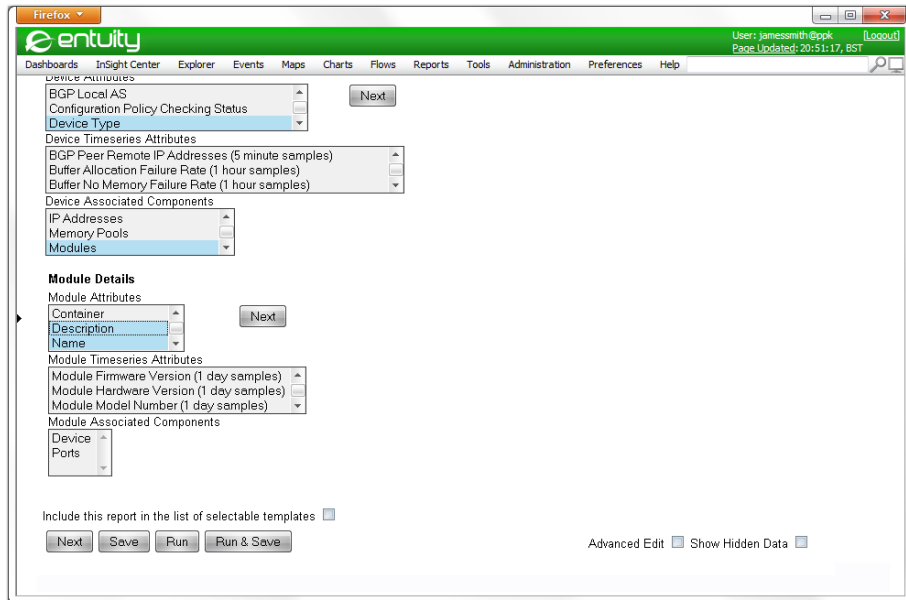 Firefox
entuity
User: jamessmith@ppk [Logout]
Page Updated: 20:51:17, BST
Dashboards InSight Center Explorer Events Maps Charts Flows Reports Tools Administration Preferences Help
Device Attributes
BGP Local AS
Configuration Policy Checking Status
Device Type
Next
Device Timeseries Attributes
BGP Peer Remote IP Addresses (5 minute samples)
Buffer Allocation Failure Rate (1 hour samples)
Buffer No Memory Failure Rate (1 hour samples)
Device Associated Components
IP Addresses
Memory Pools
Modules
Module Details
Module Attributes
Container
Description
Name
Next
Module Timeseries Attributes
Module Firmware Version (1 day samples)
Module Hardware Version (1 day samples)
Module Model Number (1 day samples)
Module Associated Components
Device
Ports
Include this report in the list of selectable templates
Next Save Run Run & Save Advanced Edit Show Hidden Data